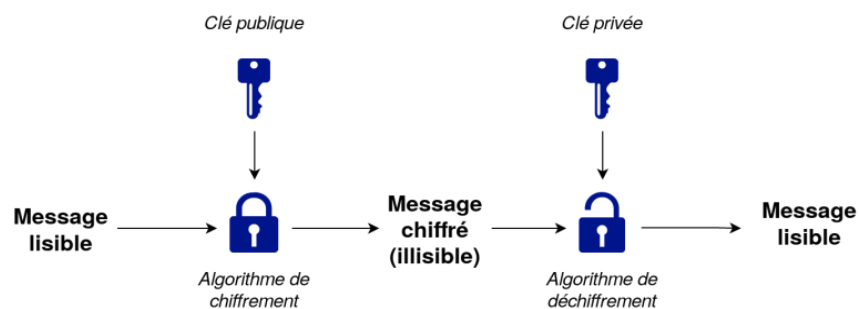 Clé publique
Clé privée
Message
lisible
Message
chiffré
(illisible)
Message
lisible
Algorithme de
chiffrement
Algorithme de
déchiffrement